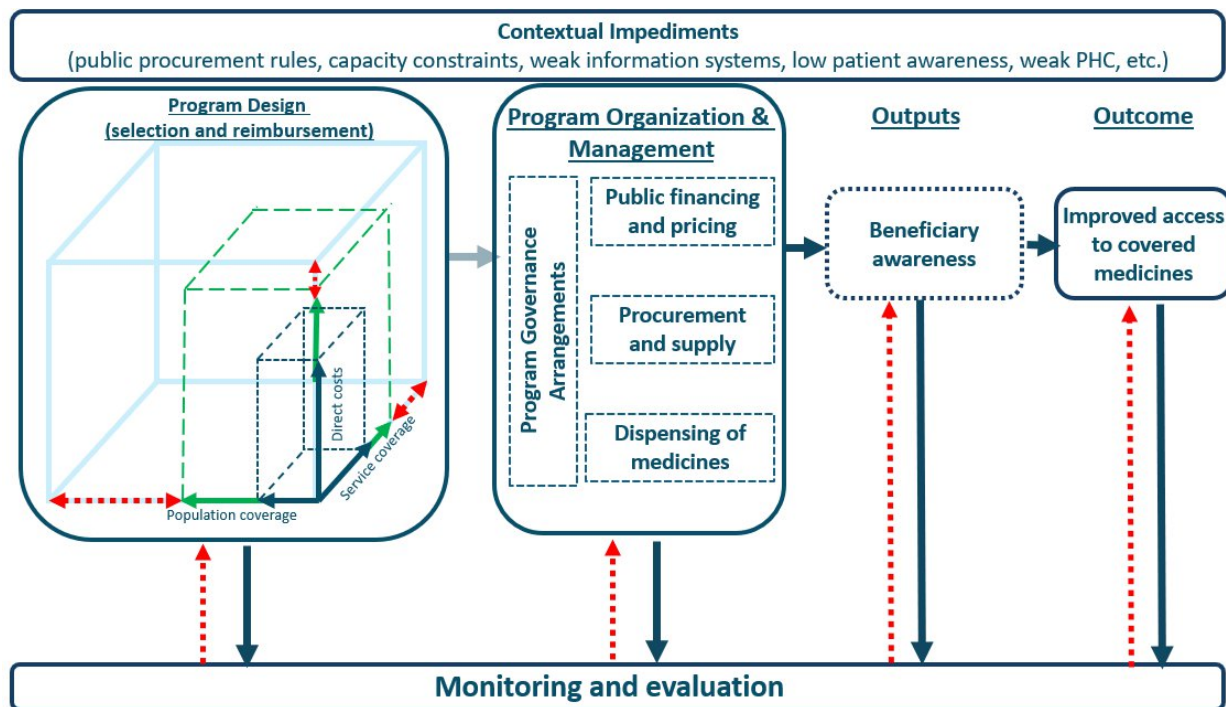 Contextual Impediments
(public procurement rules, capacity constraints, weak information systems, low patient awareness, weak PHC, etc.)
Program Design
(selection and reimbursement)
Direct costs
Service coverage
Population coverage
Program Organization &
Management
Program Governance
Arrangements
Public financing
and pricing
Procurement
and supply
Dispensing of
medicines
Outputs
Beneficiary
awareness
Outcome
Improved access
to covered
medicines
Monitoring and evaluation